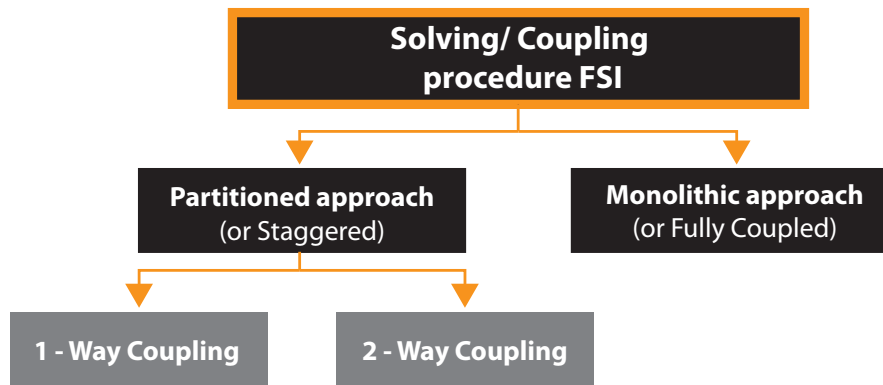 Solving/ Coupling
procedure FSI
Partitioned approach
(or Staggered)
Monolithic approach
(or Fully Coupled)
1 - Way Coupling
2 - Way Coupling